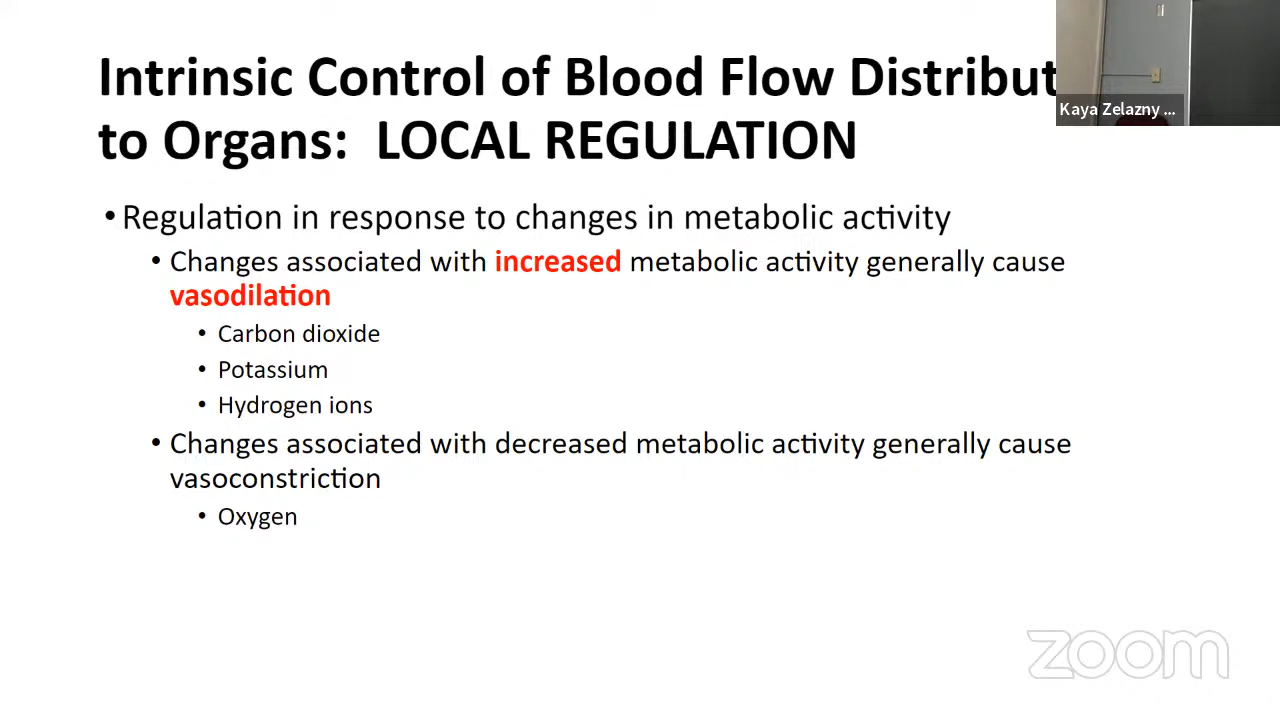 Intrinsic Control of Blood Flow Distribut
to Organs: LOCAL REGULATION
Kaya Zelazny ...
• Regulation in response to changes in metabolic activity
• Changes associated with increased metabolic activity generally cause
vasodilation
• Carbon dioxide
• Potassium
• Hydrogen ions
• Changes associated with decreased metabolic activity generally cause
vasoconstriction
• Oxygen
zoom